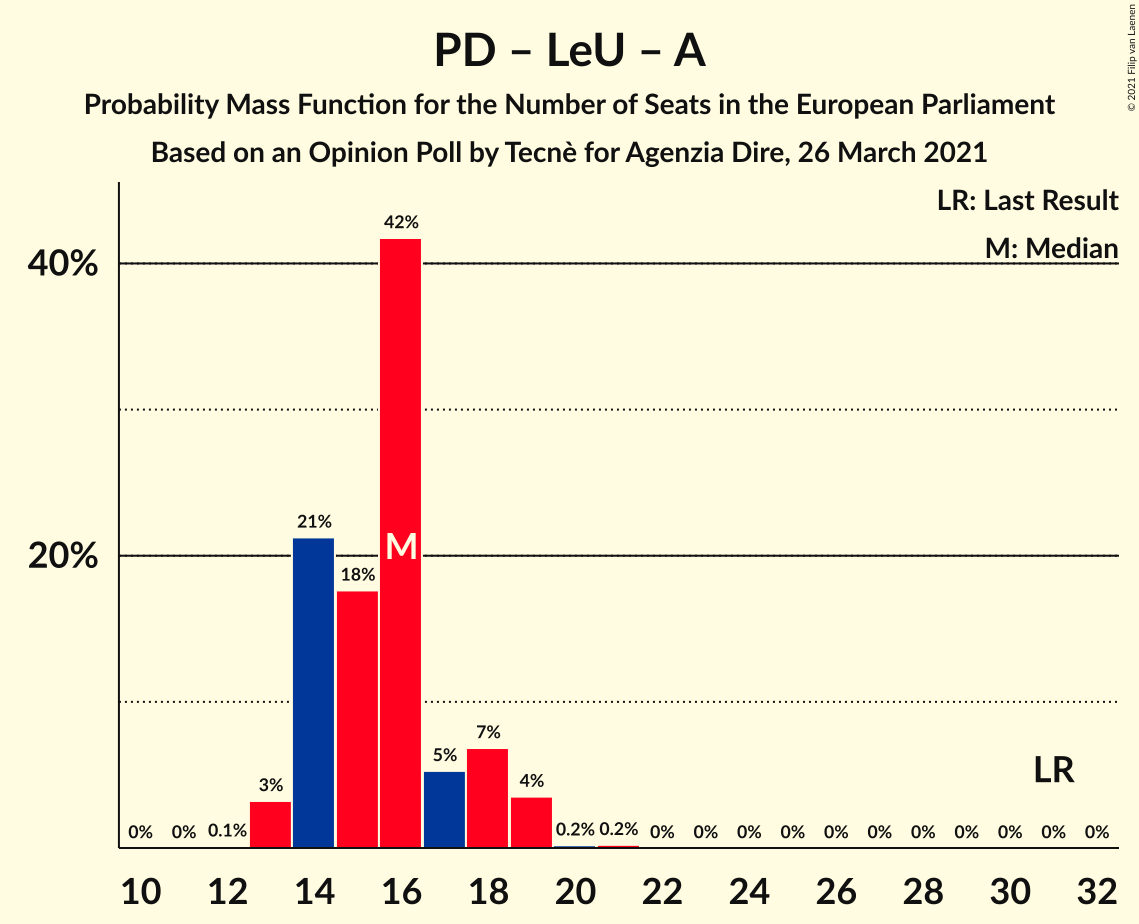 PD – LeU – A
Probability Mass Function for the Number of Seats in the European Parliament
Based on an Opinion Poll by Tecnè for Agenzia Dire, 26 March 2021
© 2021 Filip van Laenen
LR: Last Result
M: Median
40%
20%
0% 0% 0.1% 3% 21% 18% 42% 5% 7% 4% 0.2% 0.2% 0% 0% 0% 0% 0% 0% 0% 0% 0% 0% 0%
M
LR
10 12 14 16 18 20 22 24 26 28 30 32